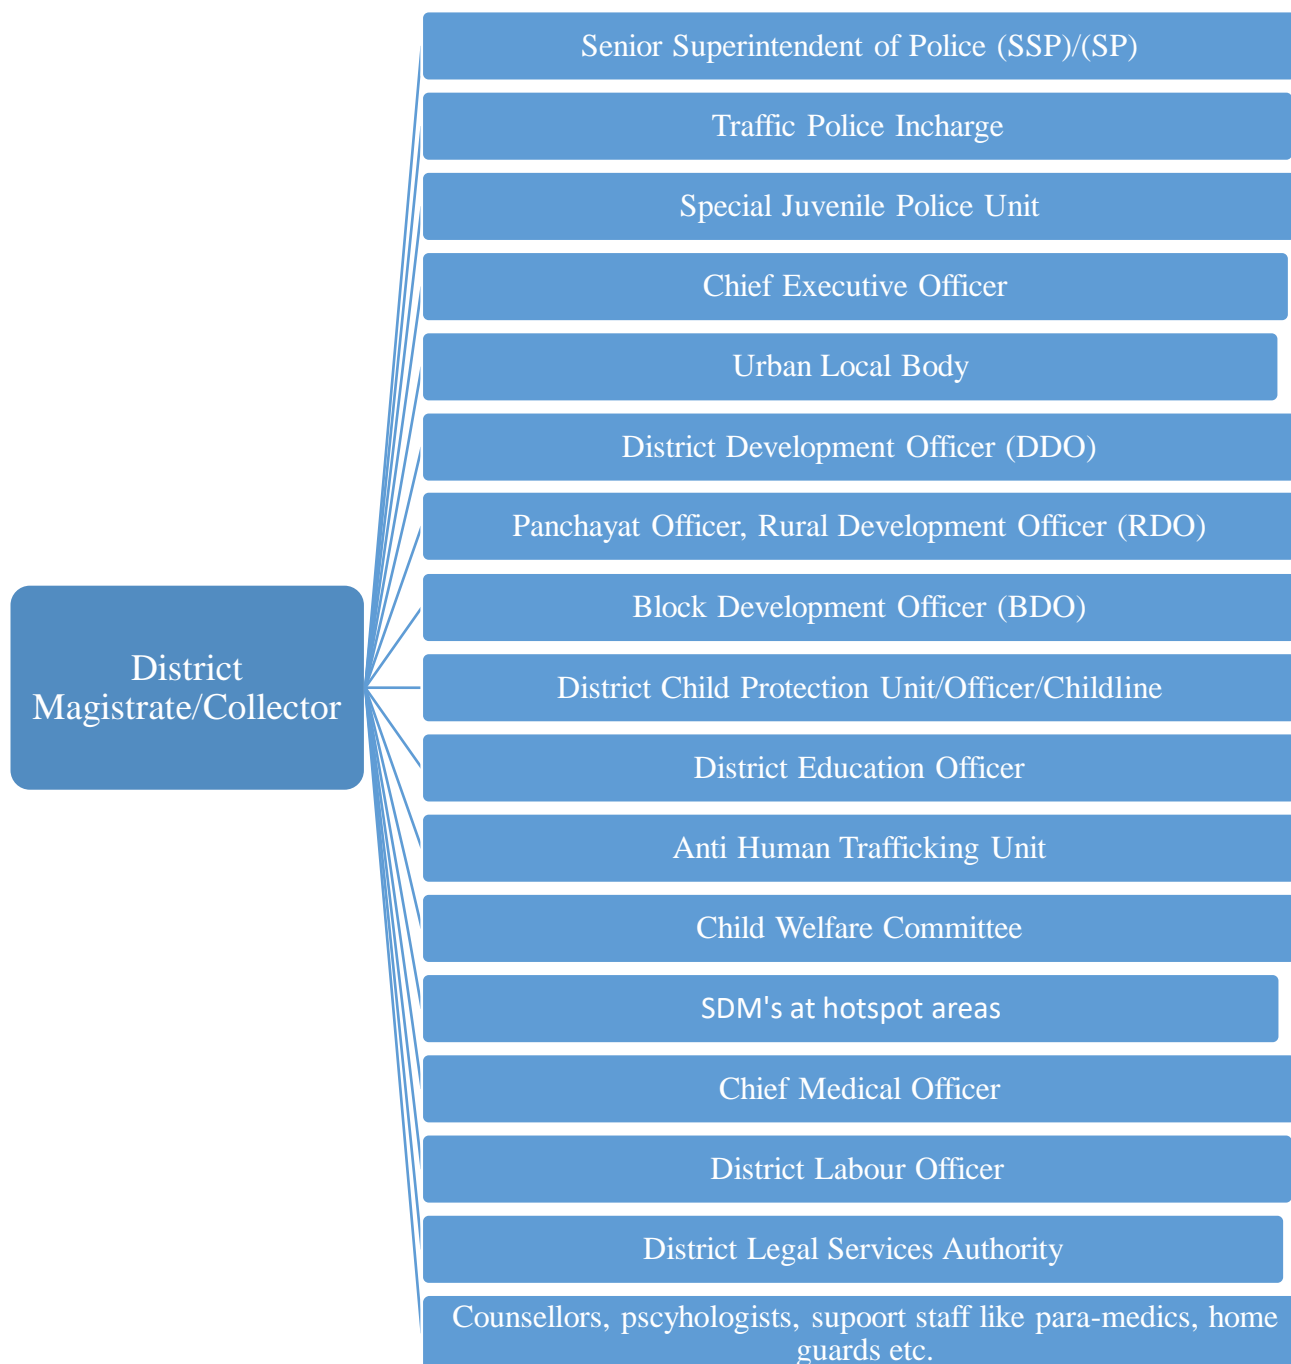 Senior Superintendent of Police (SSP)/(SP)
Traffic Police Incharge
Special Juvenile Police Unit
Chief Executive Officer
Urban Local Body
District Development Officer (DDO)
Panchayat Officer, Rural Development Officer (RDO)
Block Development Officer (BDO)
District
Magistrate/Collector
District Child Protection Unit/Officer/Childline
District Education Officer
Anti Human Trafficking Unit
Child Welfare Committee
SDM's at hotspot areas
Chief Medical Officer
District Labour Officer
District Legal Services Authority
Counsellors, pscyhologists, supoort staff like para-medics, home
guards etc.